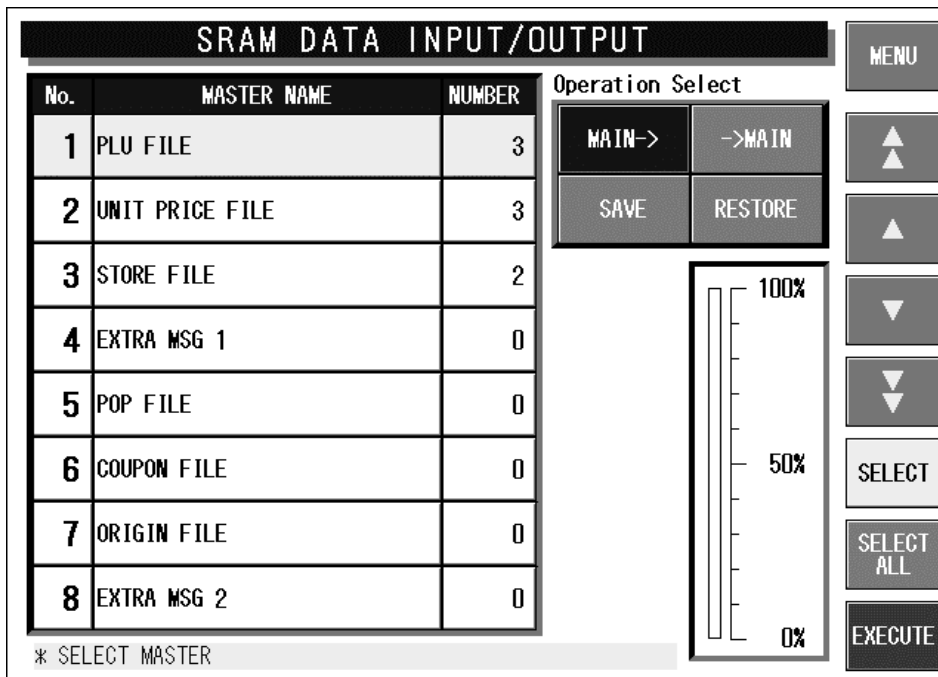 SRAM DATA INPUT/OUTPUT
No. MASTER NAME NUMBER
1 PLU FILE 3
2 UNIT PRICE FILE 3
3 STORE FILE 2
4 EXTRA MSG 1 0
5 POP FILE 0
6 COUPON FILE 0
7 ORIGIN FILE 0
8 EXTRA MSG 2 0
* SELECT MASTER
Operation Select
MAIN-> ->MAIN
SAVE RESTORE
100%
50%
0%
MENU
SELECT
SELECT
ALL
EXECUTE